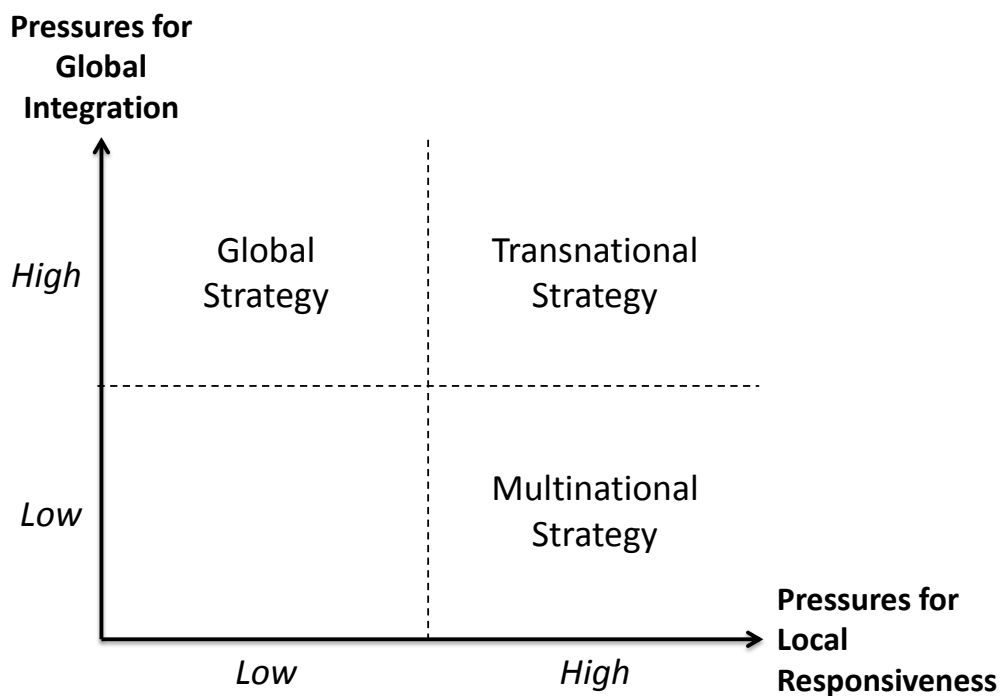 Pressures for
Global
Integration
High
Global
Strategy
Transnational
Strategy
Low
Multinational
Strategy
Pressures for
Local
Responsiveness
Low
High